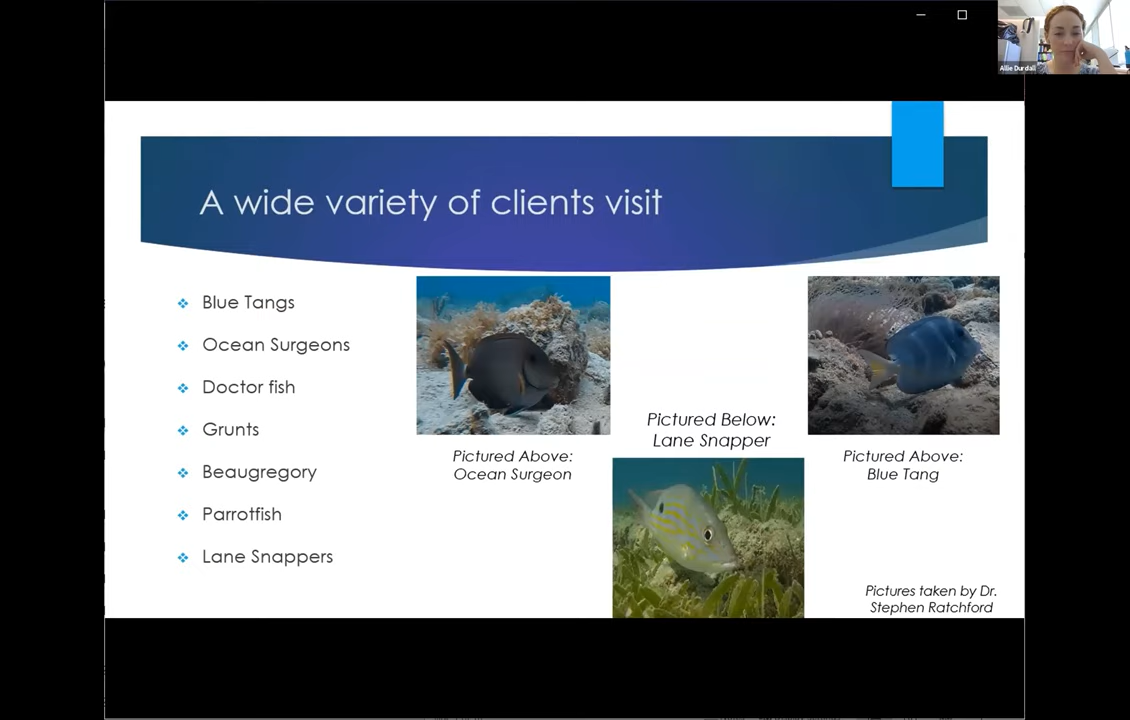 Allie Durdall
A wide variety of clients visit
Blue Tangs
Ocean Surgeons
Doctor fish
Grunts
Beaugregory
Parrotfish
Lane Snappers
Pictured Above:
Ocean Surgeon
Pictured Below:
Lane Snapper
Pictured Above:
Blue Tang
Pictures taken by Dr.
Stephen Ratchford